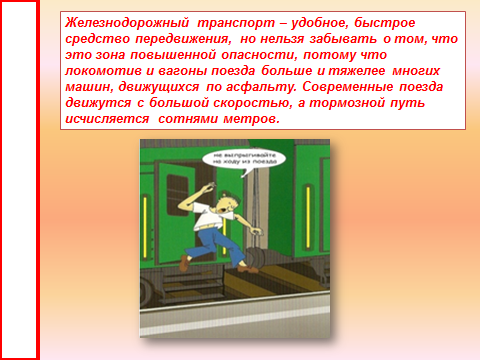 Железнодорожный транспорт – удобное, быстрое
средство передвижения, но нельзя забывать о том, что
это зона повышенной опасности, потому что
локомотив и вагоны поезда больше и тяжелее многих
машин, движущихся по асфальту. Современные поезда
движутся с большой скоростью, а тормозной путь
исчисляется сотнями метров.
не выпрыгивайте
на ходу из поезда